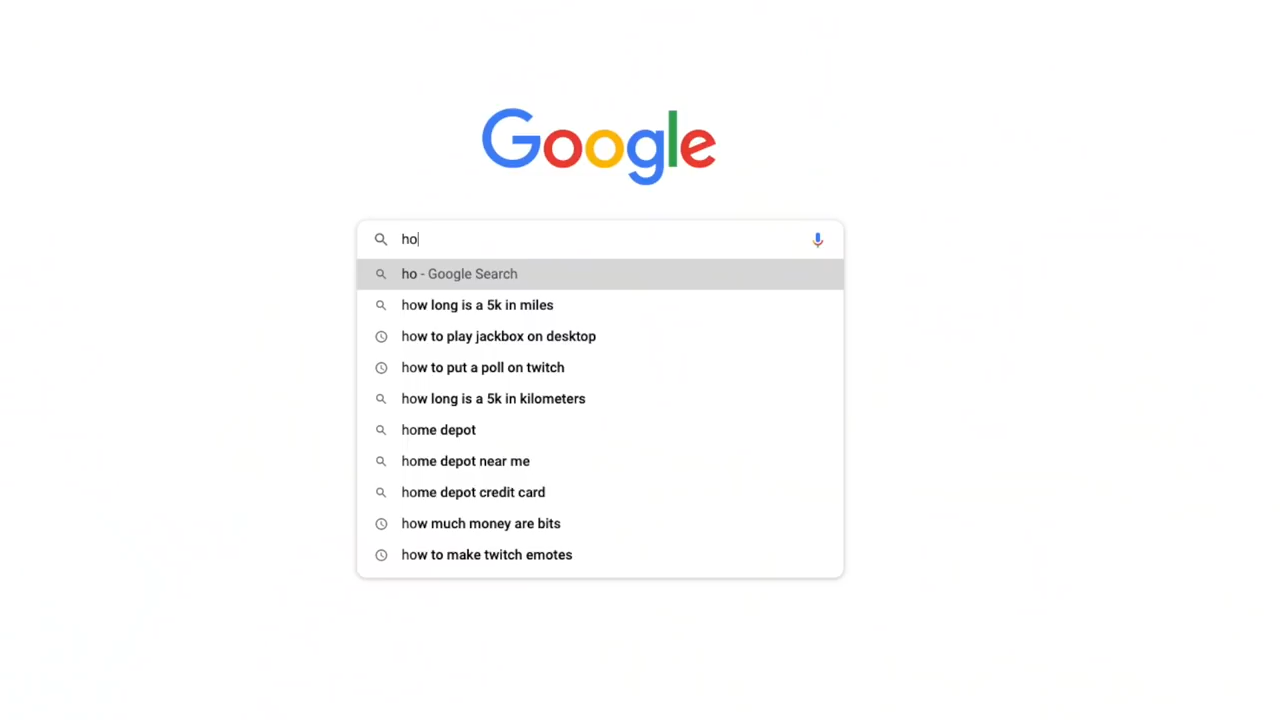 Google
ho
ho - Google Search
how long is a 5k in miles
how to play jackbox on desktop
how to put a poll on twitch
how long is a 5k in kilometers
home depot
home depot near me
home depot credit card
how much money are bits
how to make twitch emotes